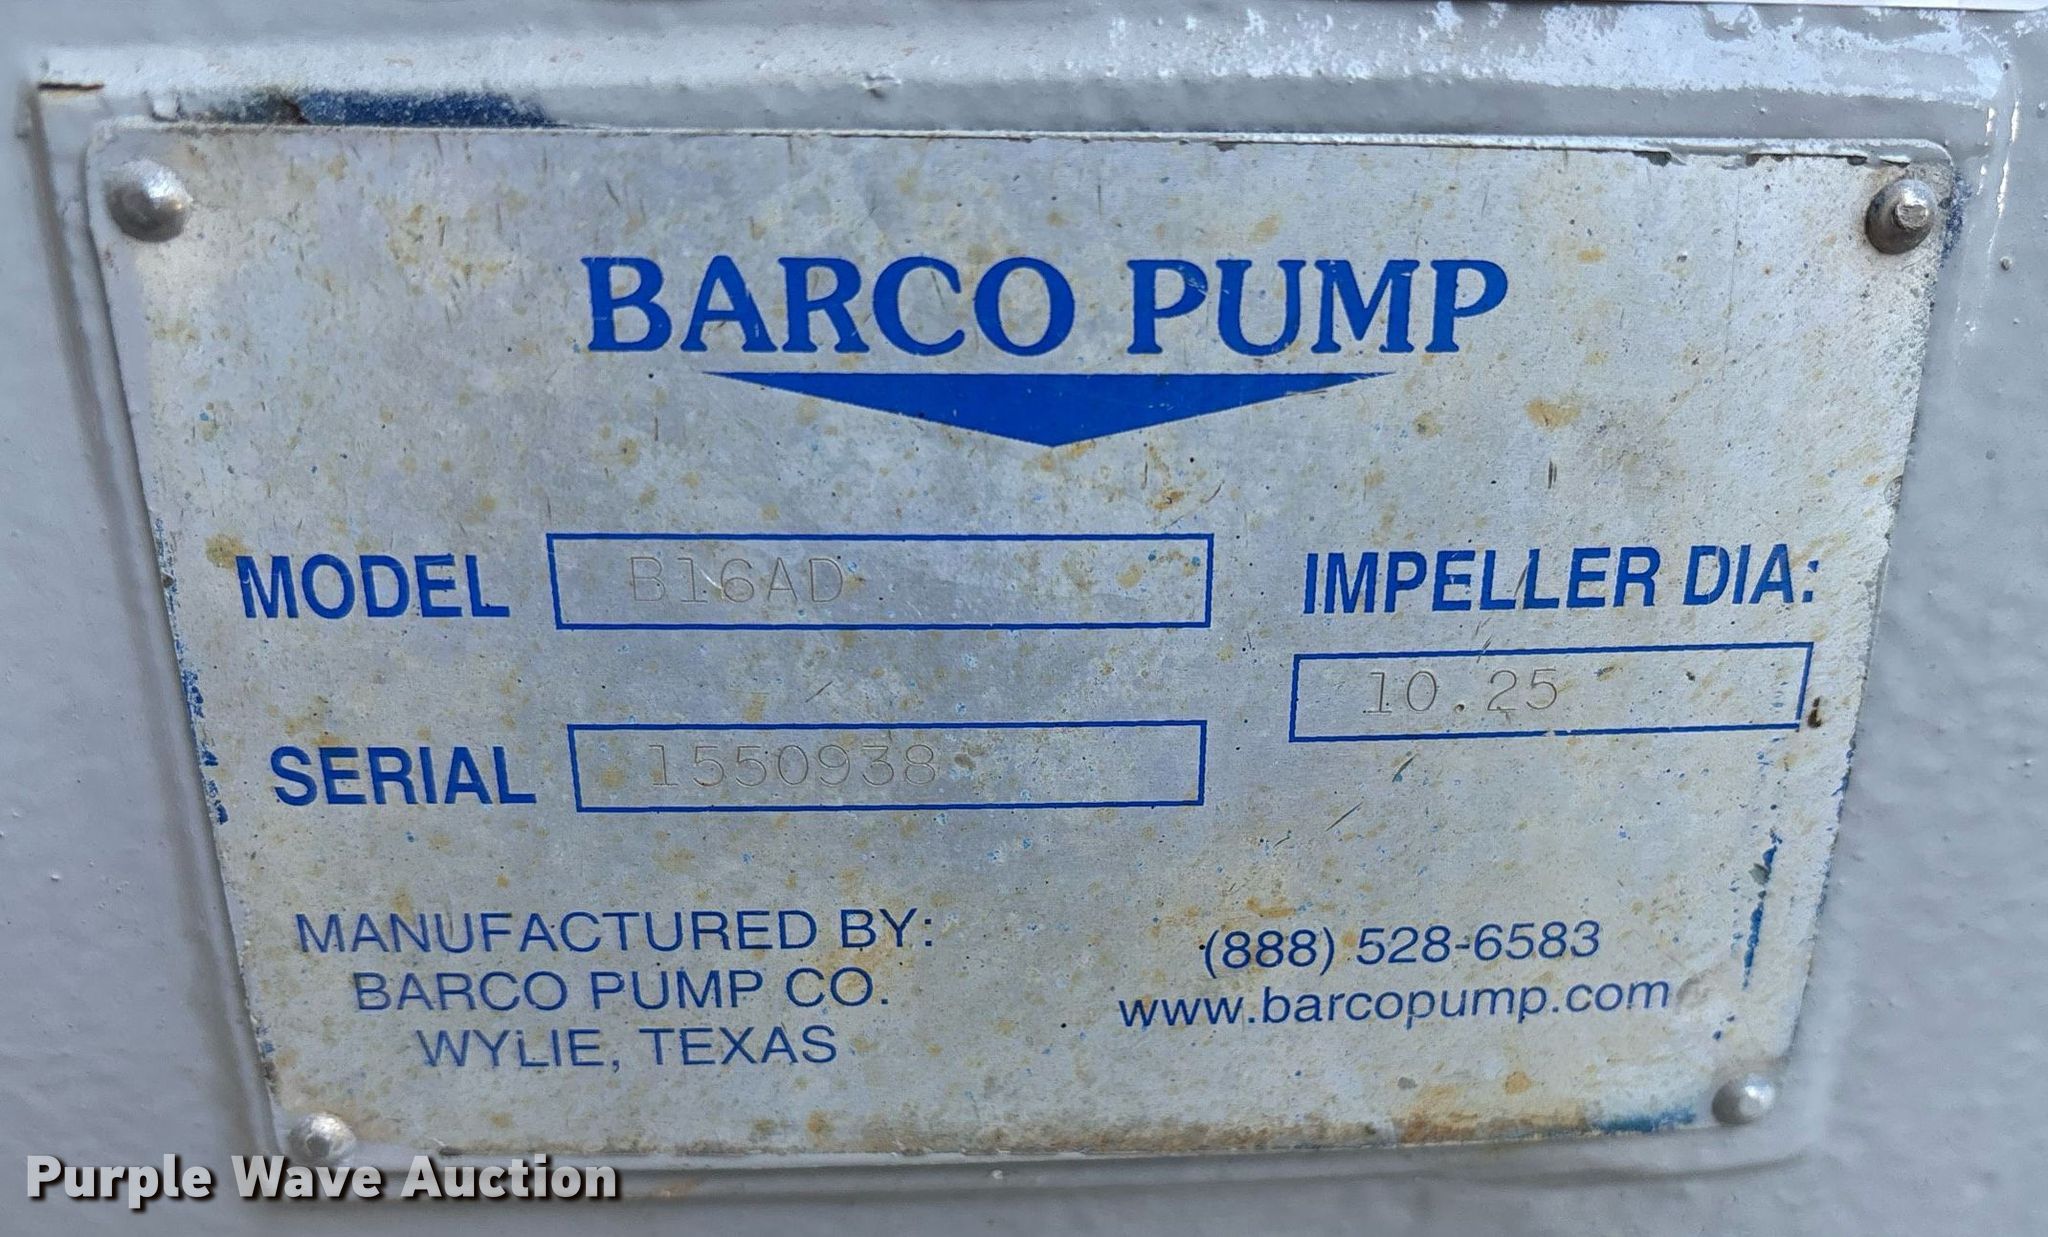 BARCO PUMP
MODEL B16AD
IMPELLER DIA:
10.25
SERIAL 1550938
MANUFACTURED BY:
BARCO PUMP CO.
WYLIE, TEXAS
(888) 528-6583
www.barcopump.com
Purple Wave Auction